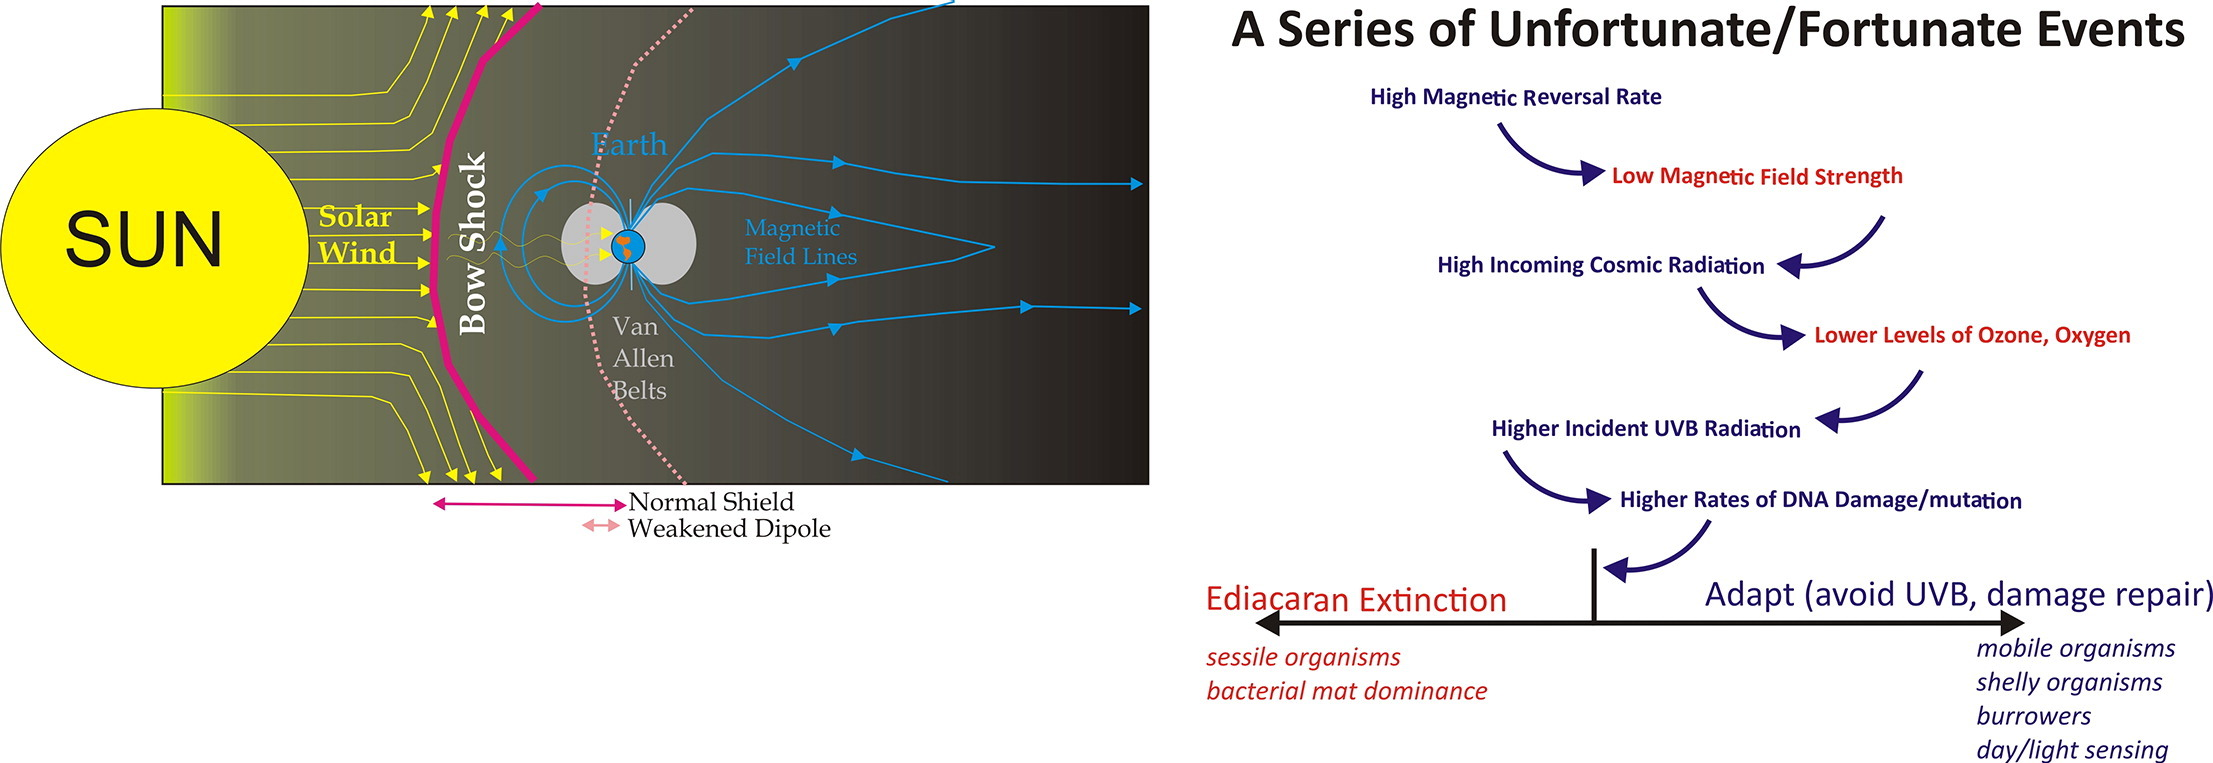 SUN
Solar
Wind
Bow Shock
Earth
Magnetic
Field Lines
Van
Allen
Belts
Normal Shield
Weakened Dipole
A Series of Unfortunate/Fortunate Events
High Magnetic Reversal Rate
Low Magnetic Field Strength
High Incoming Cosmic Radiation
Lower Levels of Ozone, Oxygen
Higher Incident UVB Radiation
Higher Rates of DNA Damage/mutation
Ediacaran Extinction
Adapt (avoid UVB, damage repair)
sessile organisms
bacterial mat dominance
mobile organisms
shelly organisms
burrowers
day/light sensing